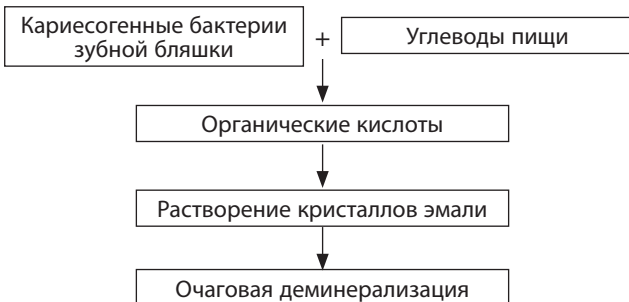 Кариесогенные бактерии
зубной бляшки
+
Углеводы пищи
Органические кислоты
Растворение кристаллов эмали
Очаговая деминерализация